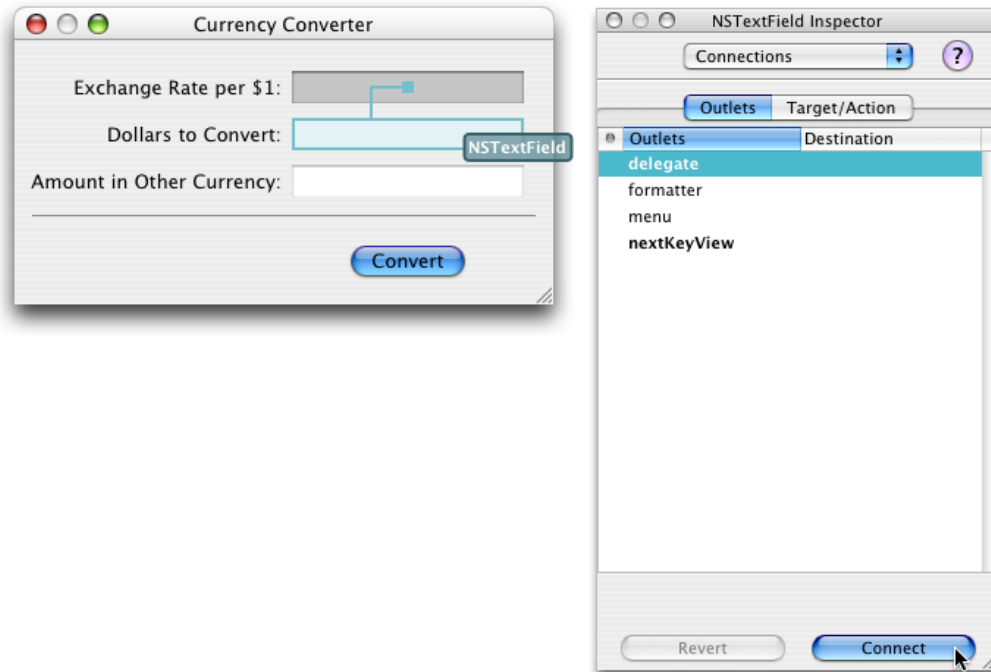 Currency Converter
Exchange Rate per $1:
Dollars to Convert:
NSTextField
Amount in Other Currency:
Convert
NSTextField Inspector
Connections
?
Outlets Target/Action
Outlets Destination
delegate
formatter
menu
nextKeyView
Revert Connect